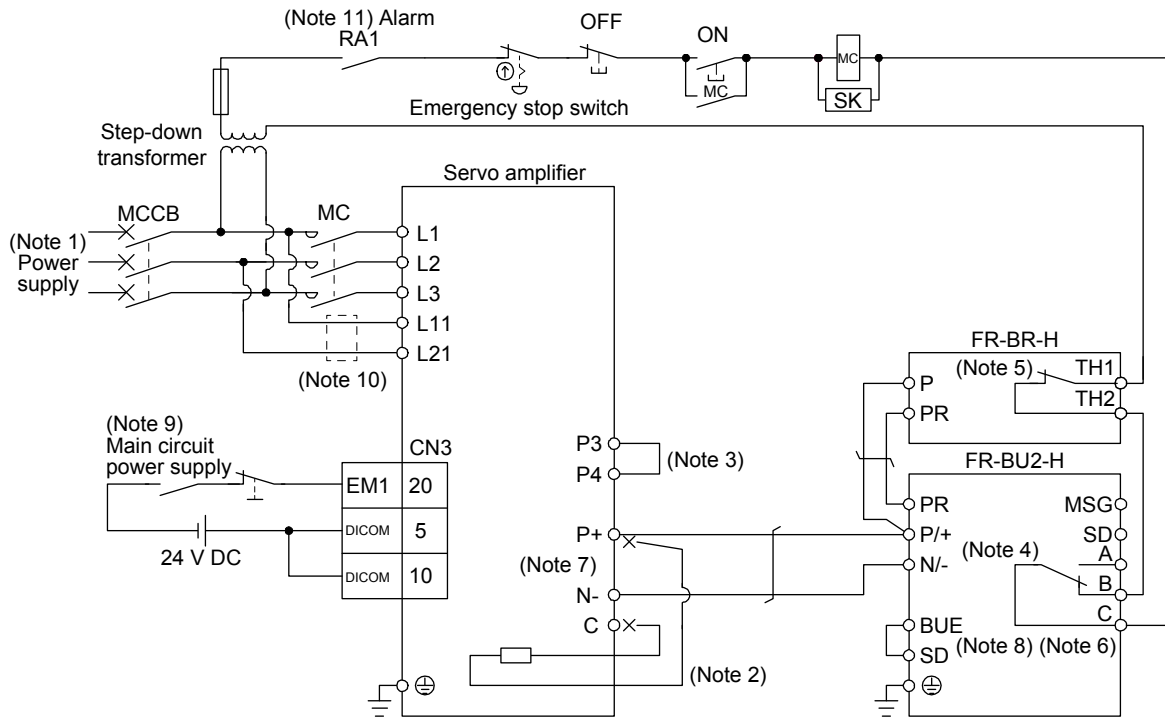 (Note 11) Alarm
RA1
OFF
ON
MC
MC
SK
Emergency stop switch
Step-down
transformer
Servo amplifier
MCCB
MC
(Note 1)
Power
supply
L1
L2
L3
L11
L21
(Note 10)
FR-BR-H
(Note 5)
P
PR
TH1
TH2
(Note 9)
Main circuit
power supply
CN3
EM1
20
DICOM
5
DICOM
10
24 V DC
P3
P4
(Note 3)
P+
(Note 7)
N-
C
(Note 2)
FR-BU2-H
PR
P/+
N/-
BUE
SD
(Note 4)
MSG
SD
A
B
C
(Note 8)
(Note 6)